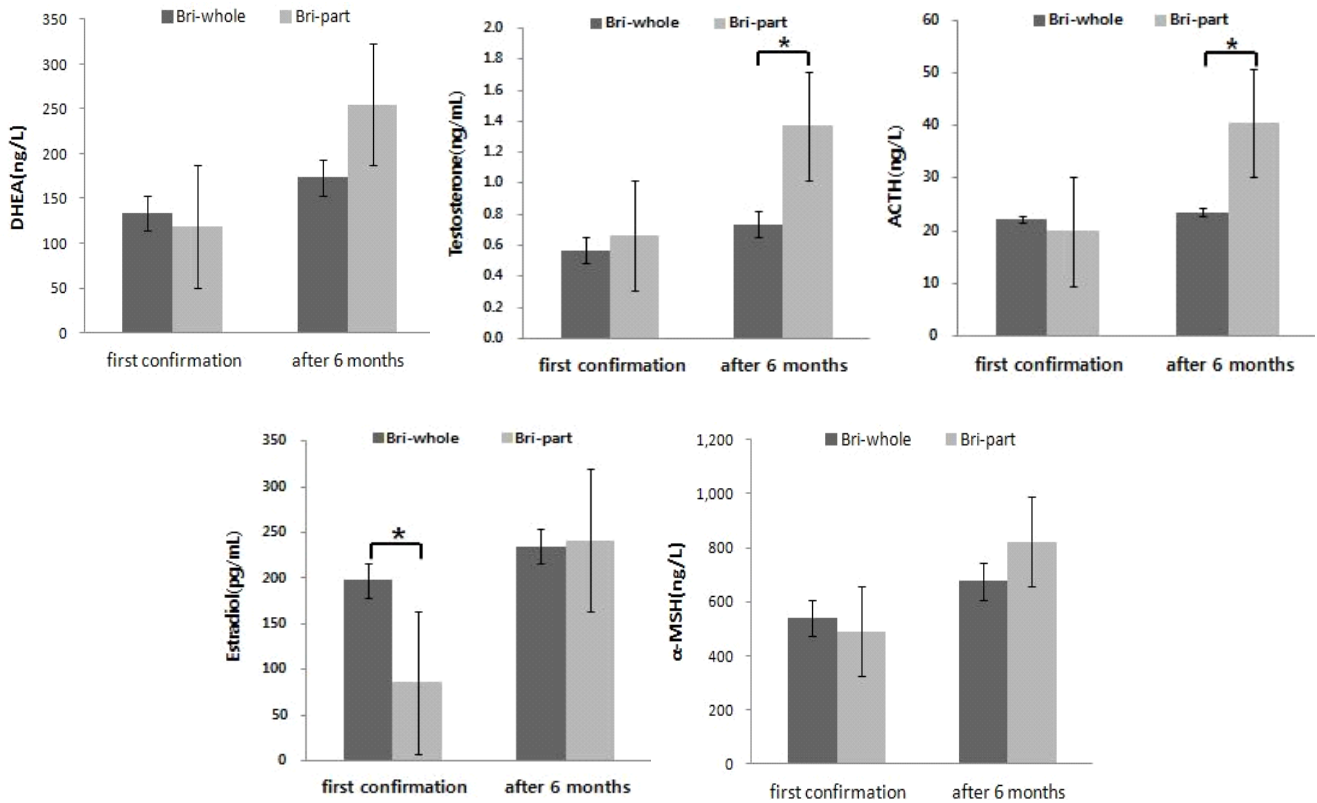 Bri-whole Bri-part
350
300
250
200
150
100
50
0
DHEA(ng/L)
first confirmation after 6 months
Bri-whole Bri-part
2.0
1.8
1.6
1.4
1.2
1.0
0.8
0.6
0.4
0.2
0.0
Testosterone(ng/mL)
*
first confirmation after 6 months
Bri-whole Bri-part
60
50
40
30
20
10
0
ACTH(ng/L)
*
first confirmation after 6 months
Bri-whole Bri-part
350
300
250
200
150
100
50
0
Estradiol(pg/mL)
*
first confirmation after 6 months
Bri-whole Bri-part
1,200
1,000
800
600
400
200
0
α-MSH(ng/L)
first confirmation after 6 months